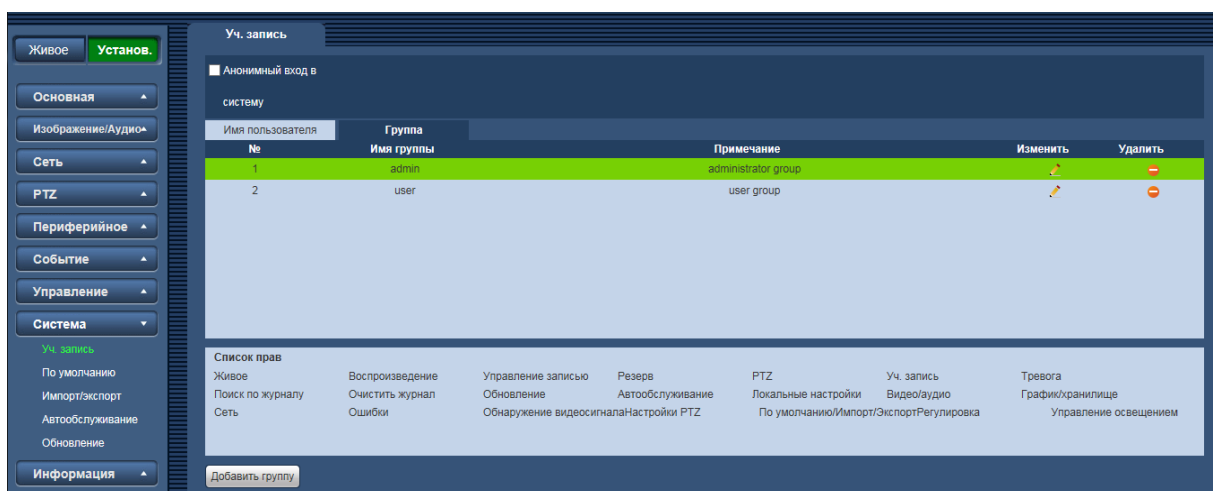 Живое
Установ.
Основная
Изображение/Аудио
Сеть
PTZ
Периферийное
Событие
Управление
Система
Уч. запись
По умолчанию
Импорт/экспорт
Автообслуживание
Обновление
Информация
Уч. запись
Анонимный вход в
систему
Имя пользователя Группа
№ Имя группы Примечание Изменить Удалить
1 admin administrator group
2 user user group
Список прав
Живое Воспроизведение Управление записью Резерв PTZ Уч. запись Тревога
Поиск по журналу Очистить журнал Обновление Автообслуживание Локальные настройки Видео/аудио График/хранилище
Сеть Ошибки Обнаружение видеосигналаНастройки PTZ По умолчанию/Импорт/ЭкспортРегулировка Управление освещением
Добавить группу